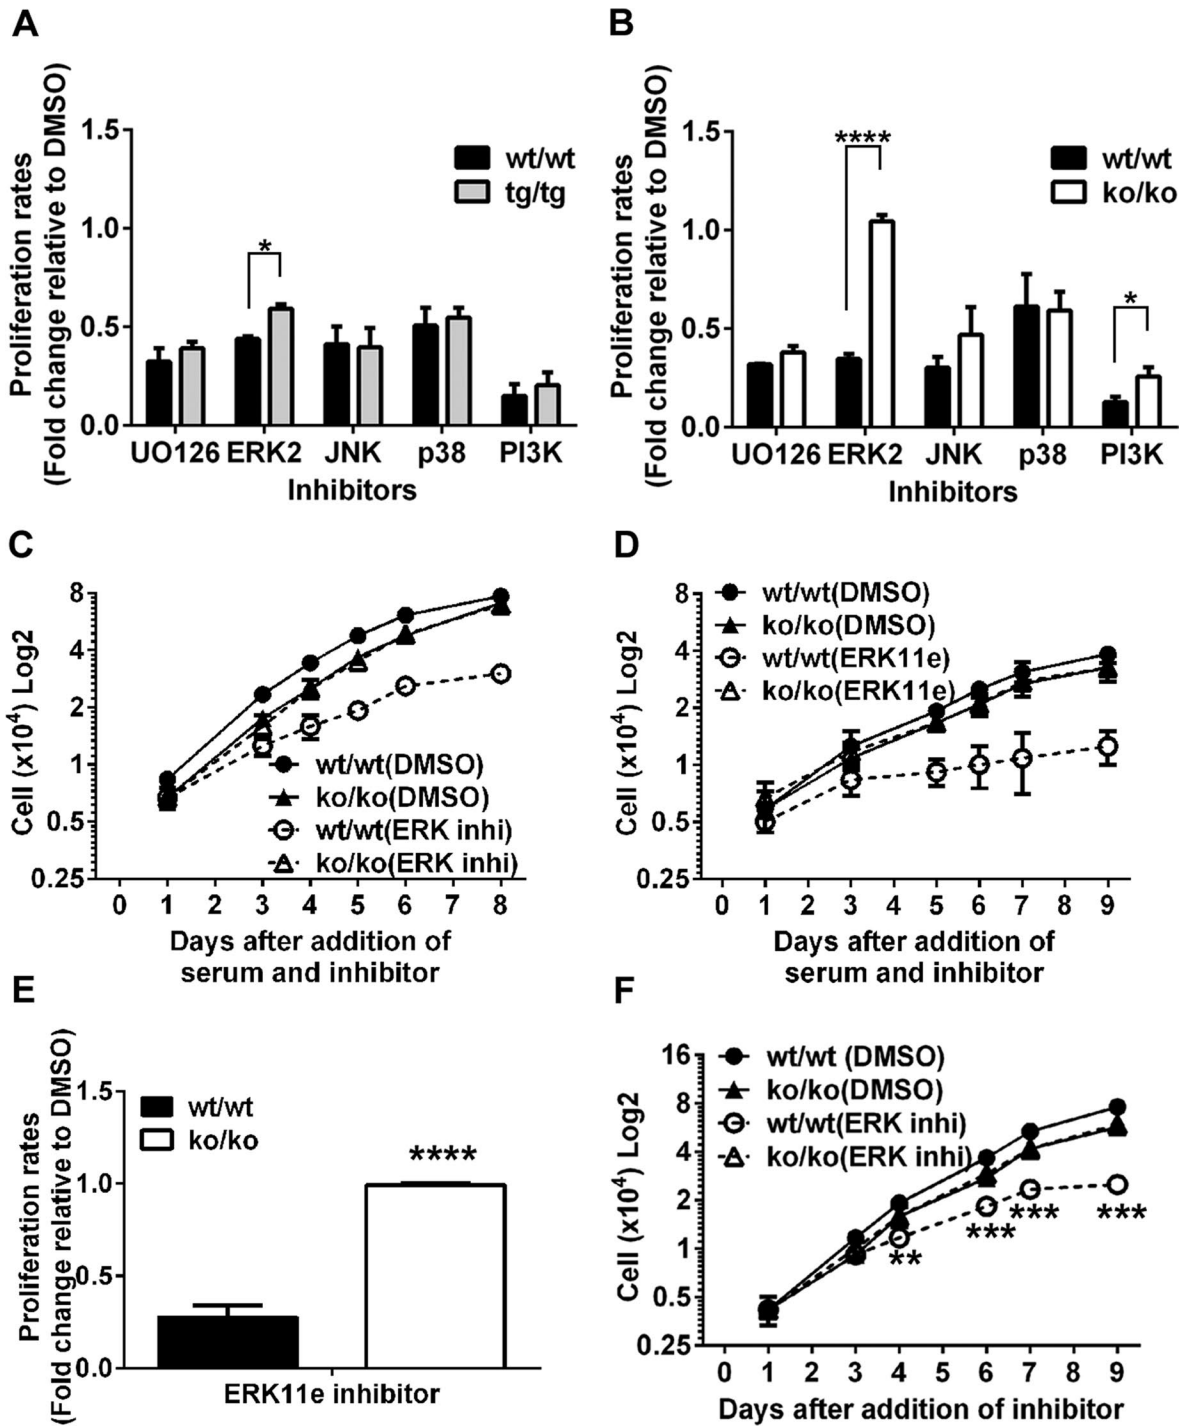 A
Proliferation rates
(Fold change relative to DMSO)
1.5
1.0
0.5
0.0
wt/wt
tg/tg
*
UO126 ERK2 JNK p38 PI3K
Inhibitors
B
Proliferation rates
(Fold change relative to DMSO)
1.5
1.0
0.5
0.0
****
wt/wt
ko/ko
*
UO126 ERK2 JNK p38 PI3K
Inhibitors
C
Cell (x10⁴) Log2
8
4
2
1
0.5
0.25
wt/wt(DMSO)
ko/ko(DMSO)
wt/wt(ERK inhi)
ko/ko(ERK inhi)
0 1 2 3 4 5 6 7 8
Days after addition of
serum and inhibitor
D
Cell (x10⁴) Log2
8
4
2
1
0.5
0.25
wt/wt(DMSO)
ko/ko(DMSO)
wt/wt(ERK11e)
ko/ko(ERK11e)
0 1 2 3 4 5 6 7 8 9
Days after addition of
serum and inhibitor
E
Proliferation rates
(Fold change relative to DMSO)
1.5
1.0
0.5
0.0
wt/wt
ko/ko
****
ERK11e inhibitor
F
Cell (x10⁴) Log2
16
8
4
2
1
0.5
0.25
wt/wt (DMSO)
ko/ko(DMSO)
wt/wt(ERK inhi)
ko/ko(ERK inhi)
**
***
***
***
0 1 2 3 4 5 6 7 8 9
Days after addition of inhibitor